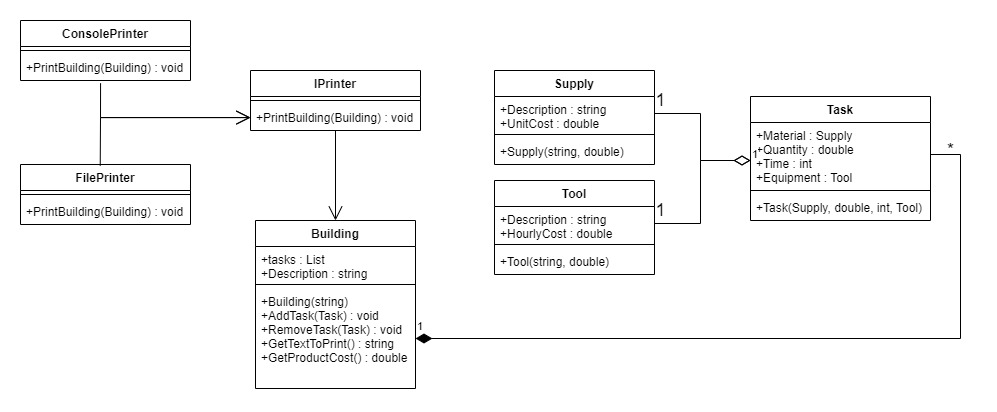 ConsolePrinter
+PrintBuilding(Building) : void
IPrinter
+PrintBuilding(Building) : void
FilePrinter
+PrintBuilding(Building) : void
Supply
+Description : string
+UnitCost : double
+Supply(string, double)
1
Tool
+Description : string
+HourlyCost : double
+Tool(string, double)
1
Task
+Material : Supply
+Quantity : double
+Time : int
+Equipment : Tool
+Task(Supply, double, int, Tool)
1
*
Building
+tasks : List
+Description : string
+Building(string)
+AddTask(Task) : void
+RemoveTask(Task) : void
+GetTextToPrint() : string
+GetProductCost() : double
1